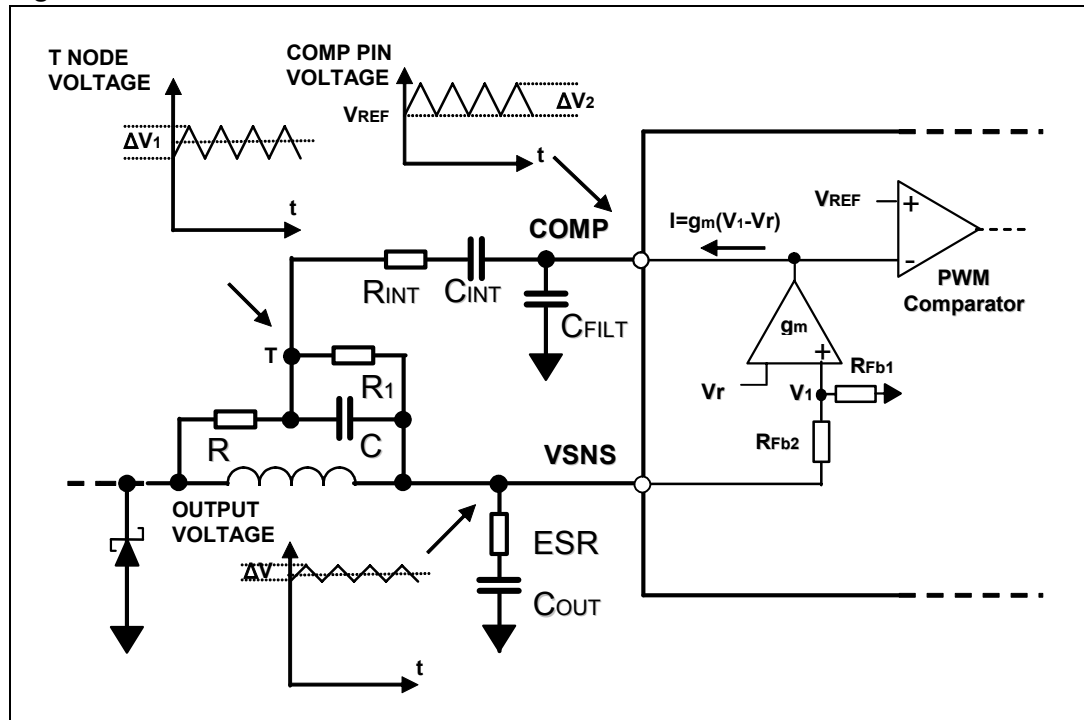 T NODE
VOLTAGE
ΔV1
t
COMP PIN
VOLTAGE
VREF
ΔV2
t
COMP
I=gm(V1-Vr)
VREF
+
-
PWM
Comparator
RINT
CINT
CFILT
gm
+
T
R1
Vr
V1
RFb1
R
C
VSNS
RFb2
OUTPUT
VOLTAGE
ESR
ΔV
COUT
t